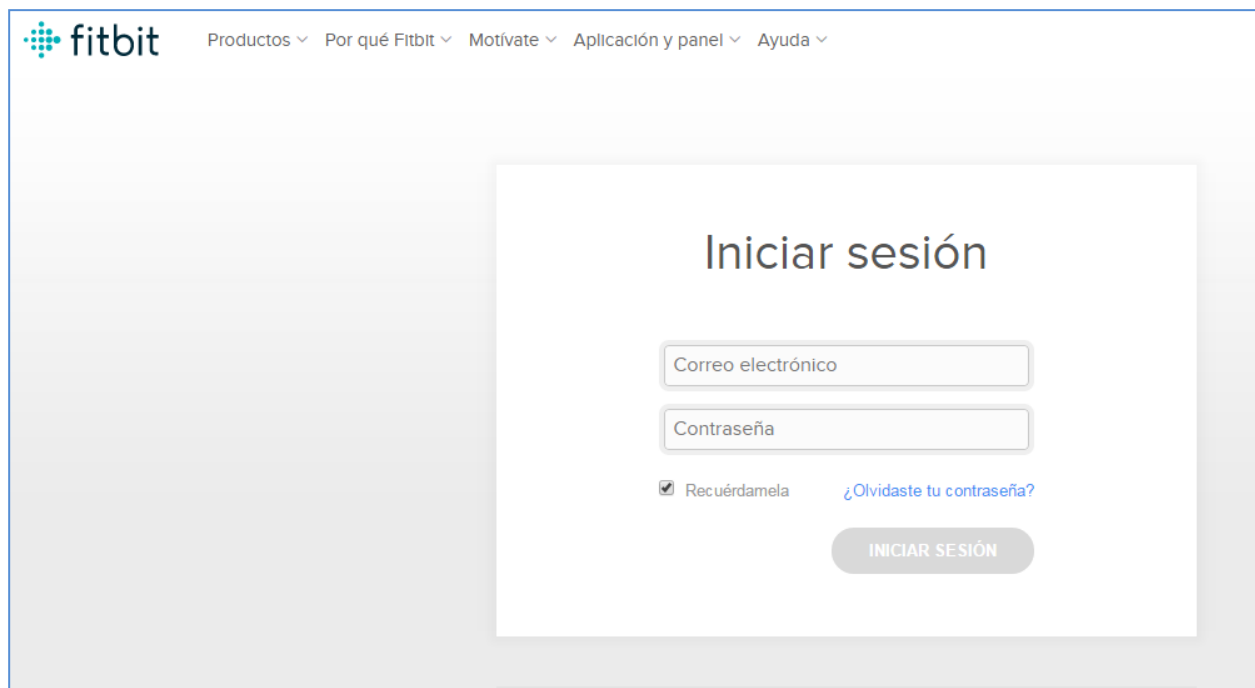 fitbit Productos Por qué Fitbit Motívate Aplicación y panel Ayuda
Iniciar sesión
Correo electrónico
Contraseña
Recuérdamela ¿Olvidaste tu contraseña?
INICIAR SESIÓN